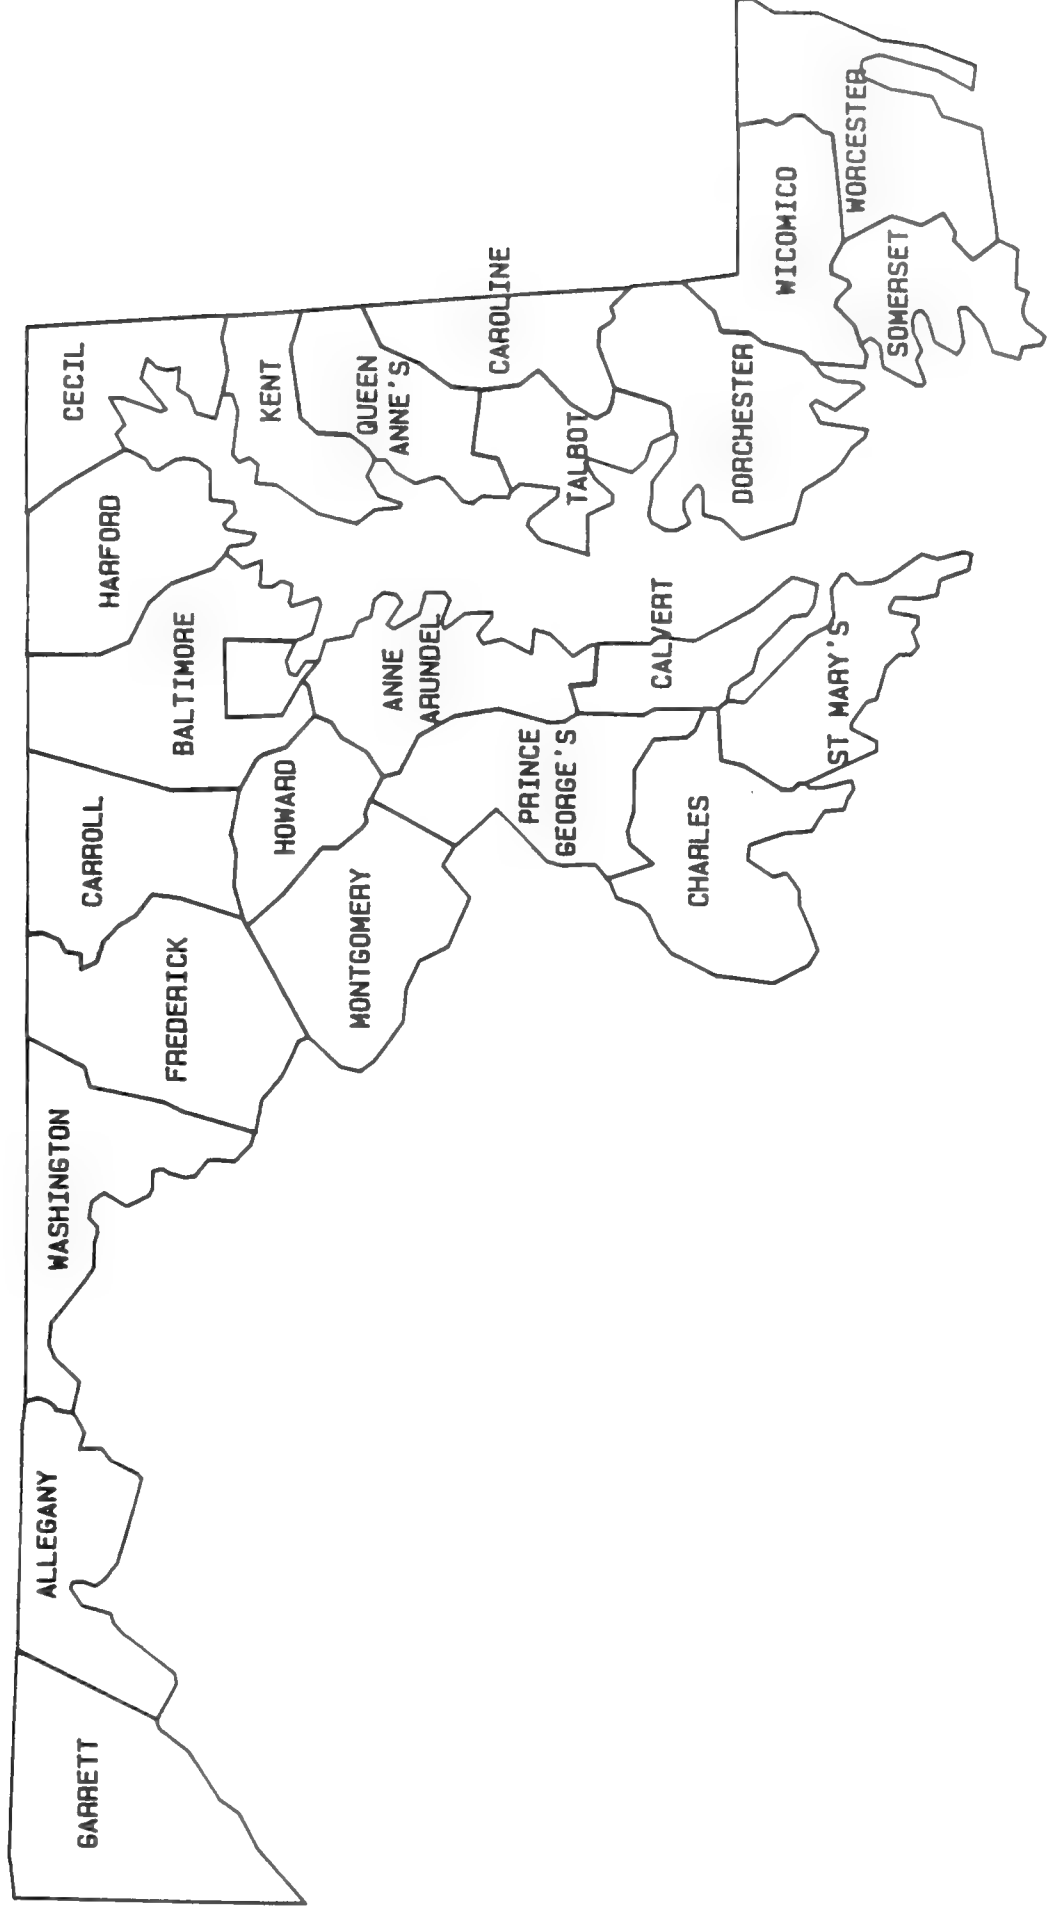 GARRETT
ALLEGANY
WASHINGTON
FREDERICK
CARROLL
BALTIMORE
HARFORD
CECIL
KENT
QUEEN
ANNE'S
CAROLINE
TALBOT
HOWARD
MONTGOMERY
ANNE
ARUNDEL
PRINCE
GEORGE'S
CALVERT
CHARLES
ST MARY'S
DORCHESTER
WICOMICO
WORCESTER
SOMERSET